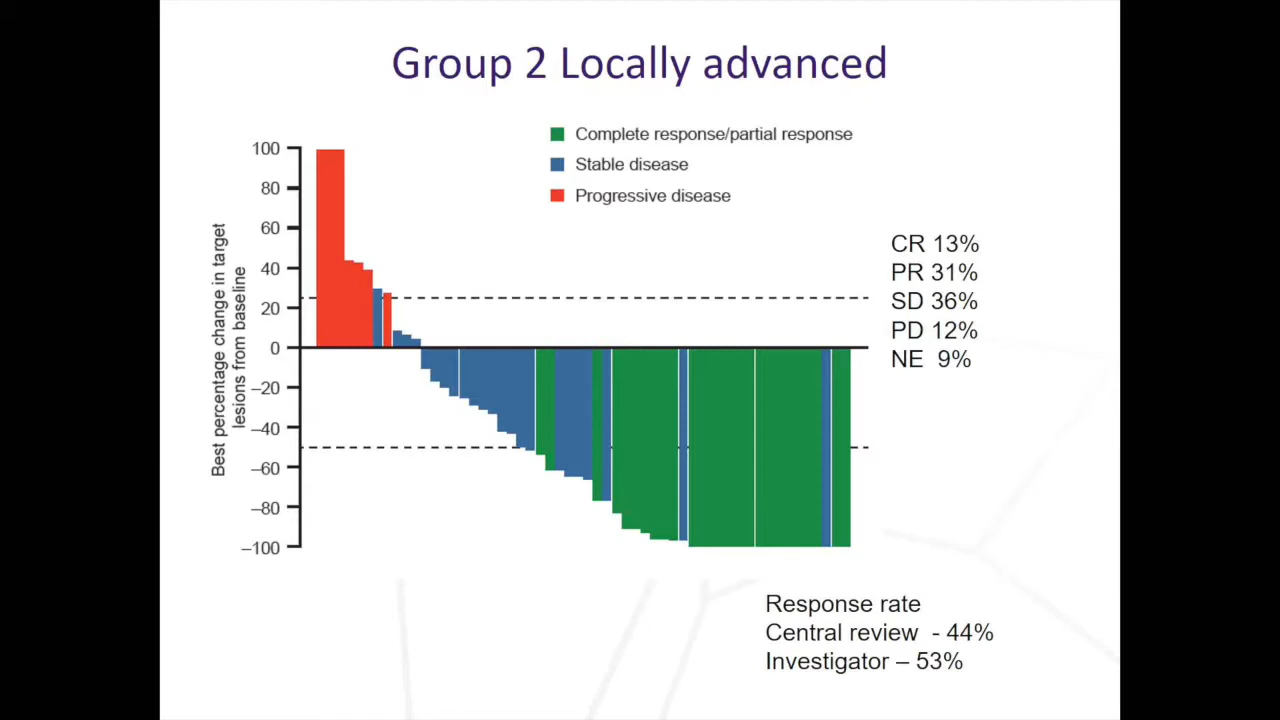 Group 2 Locally advanced
Complete response/partial response
Stable disease
Progressive disease
Best percentage change in target
lesions from baseline
100
80
60
40
20
0
–20
–40
–60
–80
–100
CR 13%
PR 31%
SD 36%
PD 12%
NE 9%
Response rate
Central review - 44%
Investigator – 53%